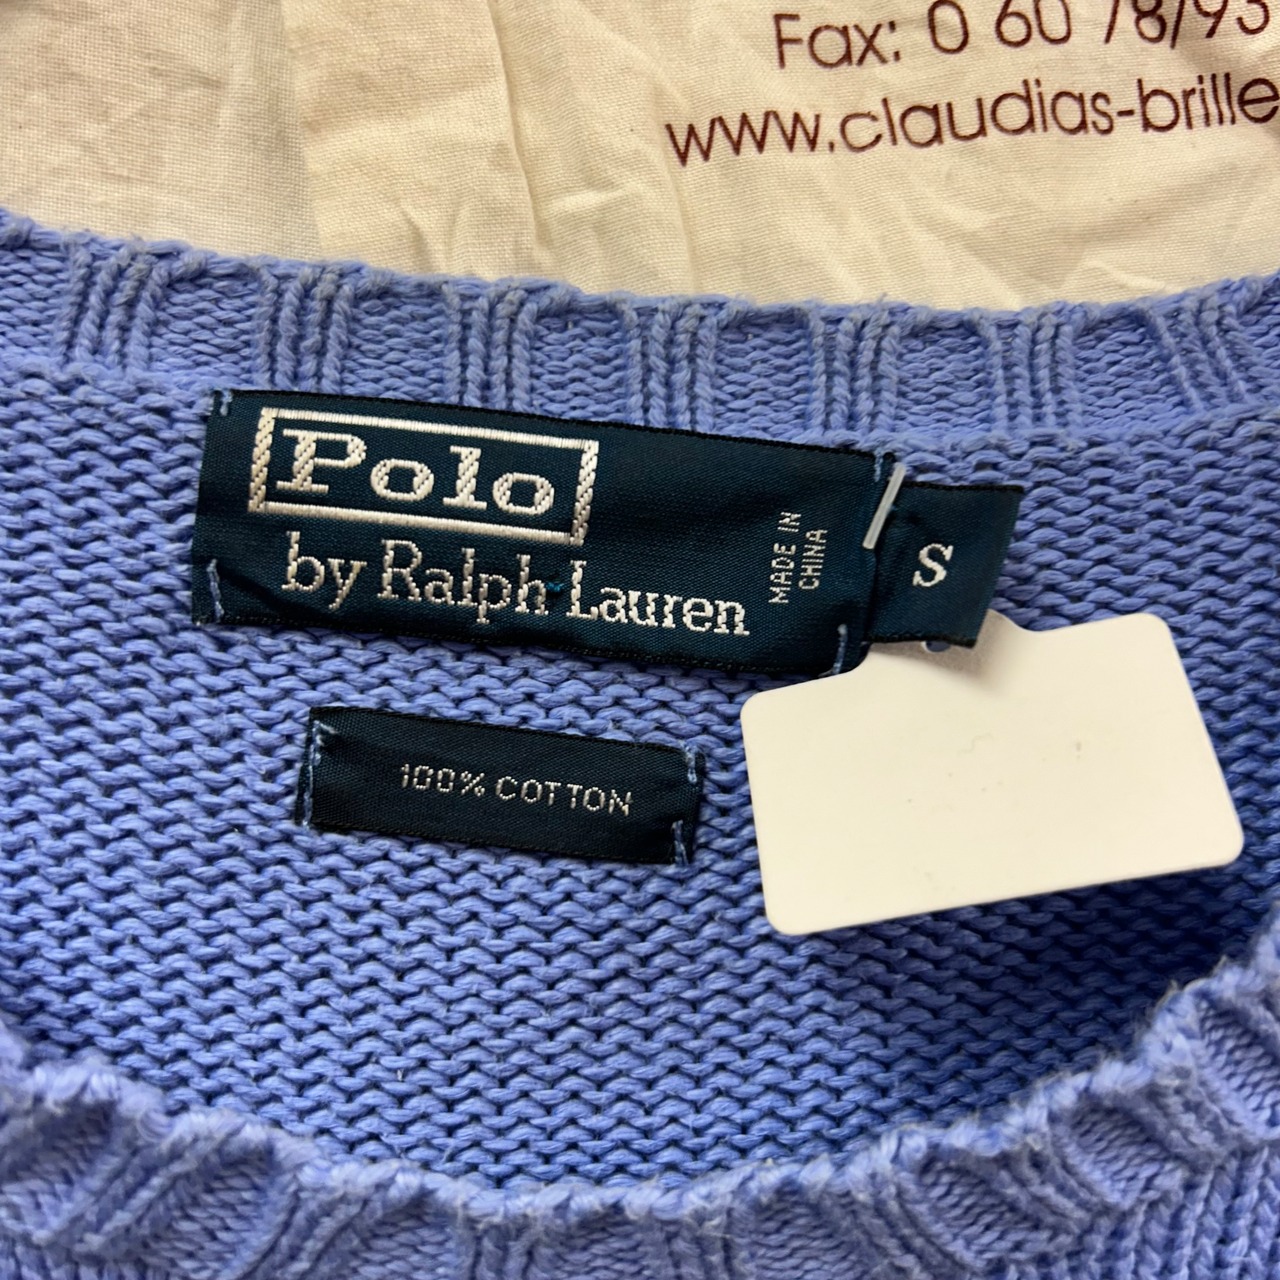 Fax: 0 60 78/93
www.claudias-brille
Polo
by Ralph Lauren
MADE IN
CHINA
S
100% COTTON